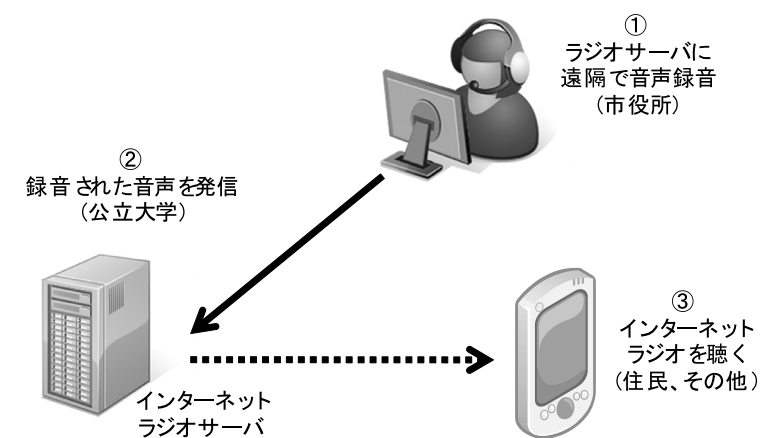 ①
ラジオサーバに
遠隔で音声録音
(市役所)
②
録音された音声を発信
(公立大学)
③
インターネット
ラジオを聴く
(住民、その他)
インターネット
ラジオサーバ